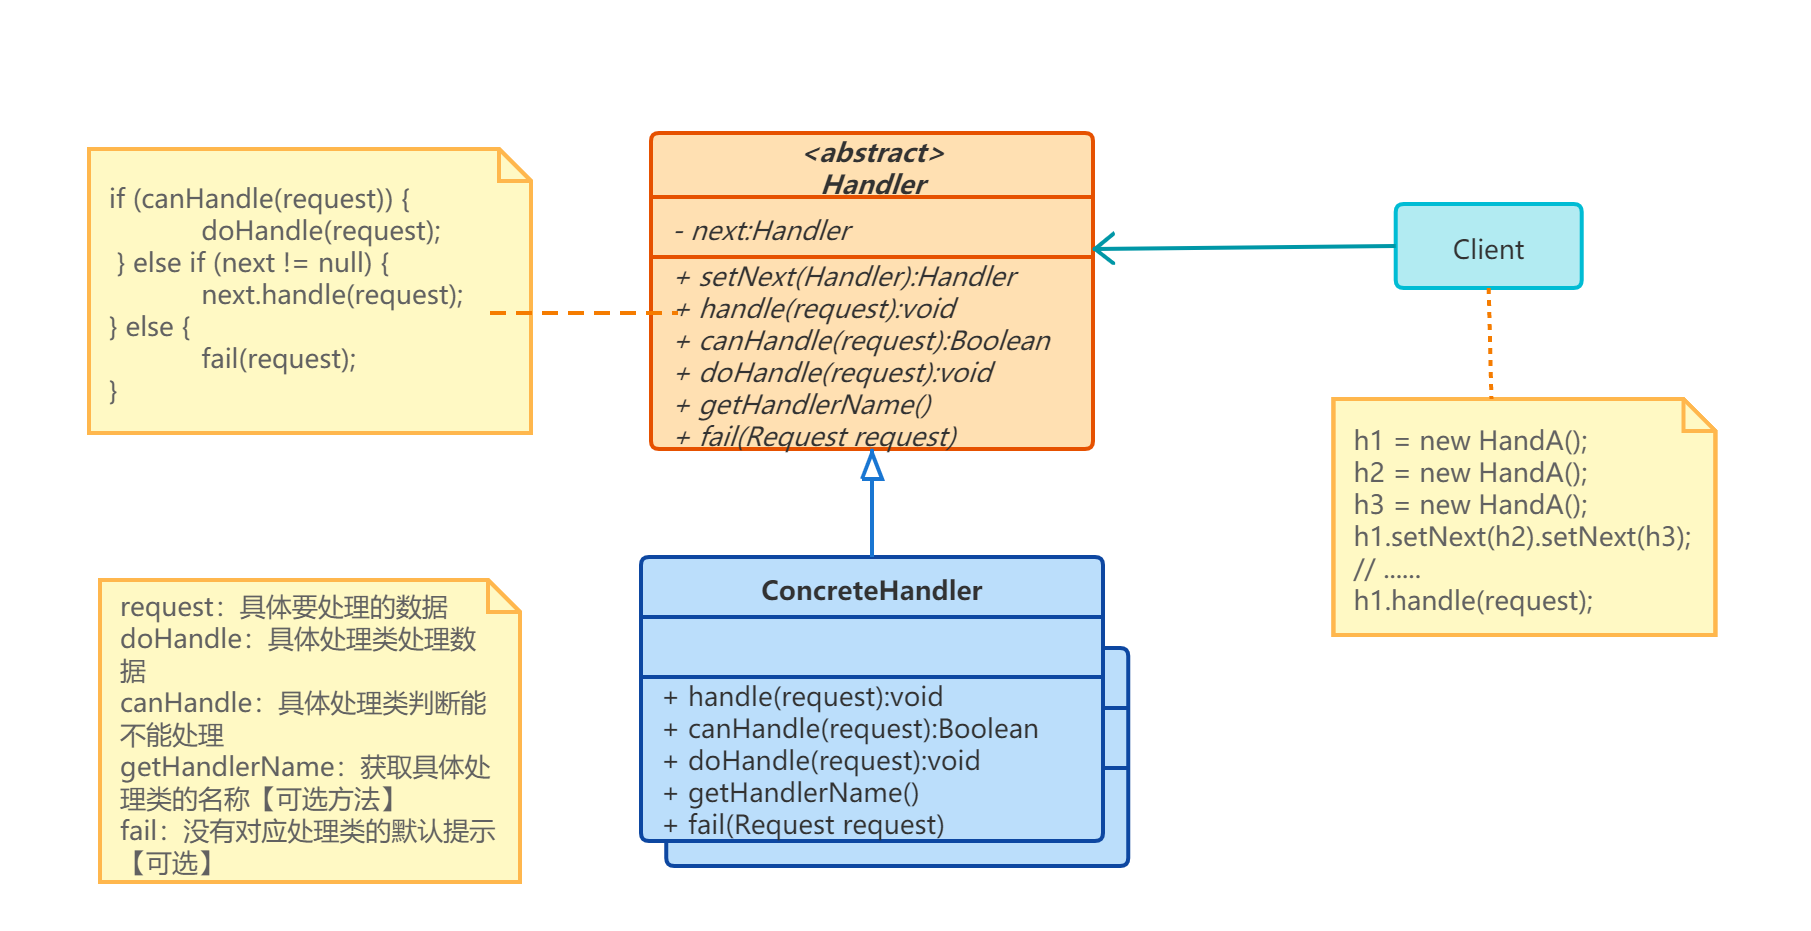 if (canHandle(request)) {
doHandle(request);
} else if (next != null) {
next.handle(request);
} else {
fail(request);
}
<abstract>
Handler
- next:Handler
+ setNext(Handler):Handler
+ handle(request):void
+ canHandle(request):Boolean
+ doHandle(request):void
+ getHandlerName()
+ fail(Request request)
Client
h1 = new HandA();
h2 = new HandA();
h3 = new HandA();
h1.setNext(h2).setNext(h3);
// ......
h1.handle(request);
request：具体要处理的数据
doHandle：具体处理类处理数
据
canHandle：具体处理类判断能
不能处理
getHandlerName：获取具体处
理类的名称【可选方法】
fail：没有对应处理类的默认提示
【可选】
ConcreteHandler
+ handle(request):void
+ canHandle(request):Boolean
+ doHandle(request):void
+ getHandlerName()
+ fail(Request request)